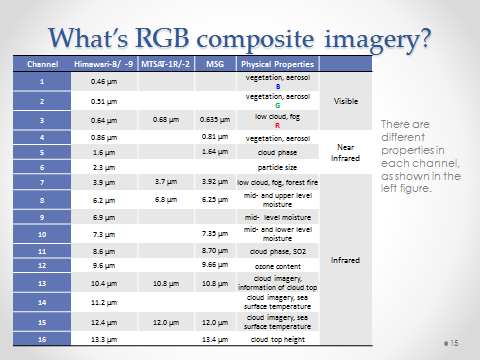 What's RGB composite imagery?
Channel Himawari-8/ -9 MTSAT-1R/-2 MSG Physical Properties
1 0.46 μm vegetation, aerosol
B
2 0.51 μm vegetation, aerosol
G
Visible
3 0.64 μm 0.68 μm 0.635 μm low cloud, fog
R
4 0.86 μm 0.81 μm vegetation, aerosol
5 1.6 μm 1.64 μm cloud phase
Near
Infrared
6 2.3 μm particle size
7 3.9 μm 3.7 μm 3.92 μm low cloud, fog, forest fire
8 6.2 μm 6.8 μm 6.25 μm mid- and upper level
moisture
9 6.9 μm mid- level moisture
10 7.3 μm 7.35 μm mid- and lower level
moisture
11 8.6 μm 8.70 μm cloud phase, SO2
Infrared
12 9.6 μm 9.66 μm ozone content
13 10.4 μm 10.8 μm 10.8 μm cloud imagery,
information of cloud top
14 11.2 μm cloud imagery, sea
surface temperature
15 12.4 μm 12.0 μm 12.0 μm cloud imagery, sea
surface temperature
16 13.3 μm 13.4 μm cloud top height
There are
different
properties in
each channel,
as shown in the
left figure.
15